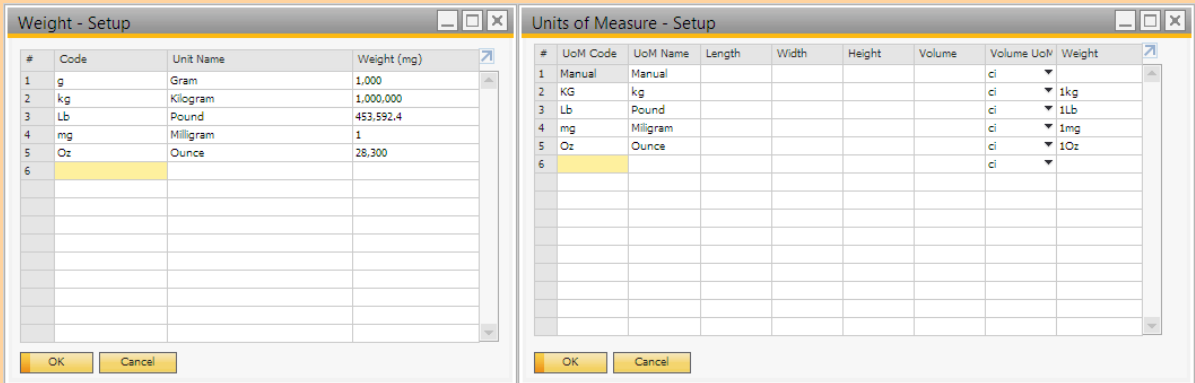 Weight - Setup
# Code Unit Name Weight (mg)
1 g Gram 1,000
2 kg Kilogram 1,000,000
3 Lb Pound 453,592.4
4 mg Milligram 1
5 Oz Ounce 28,300
6
OK Cancel
Units of Measure - Setup
# UoM Code UoM Name Length Width Height Volume Volume UoM Weight
1 Manual Manual ci
2 KG kg ci 1kg
3 Lb Pound ci 1Lb
4 mg Miligram ci 1mg
5 Oz Ounce ci 1Oz
6 ci
OK Cancel